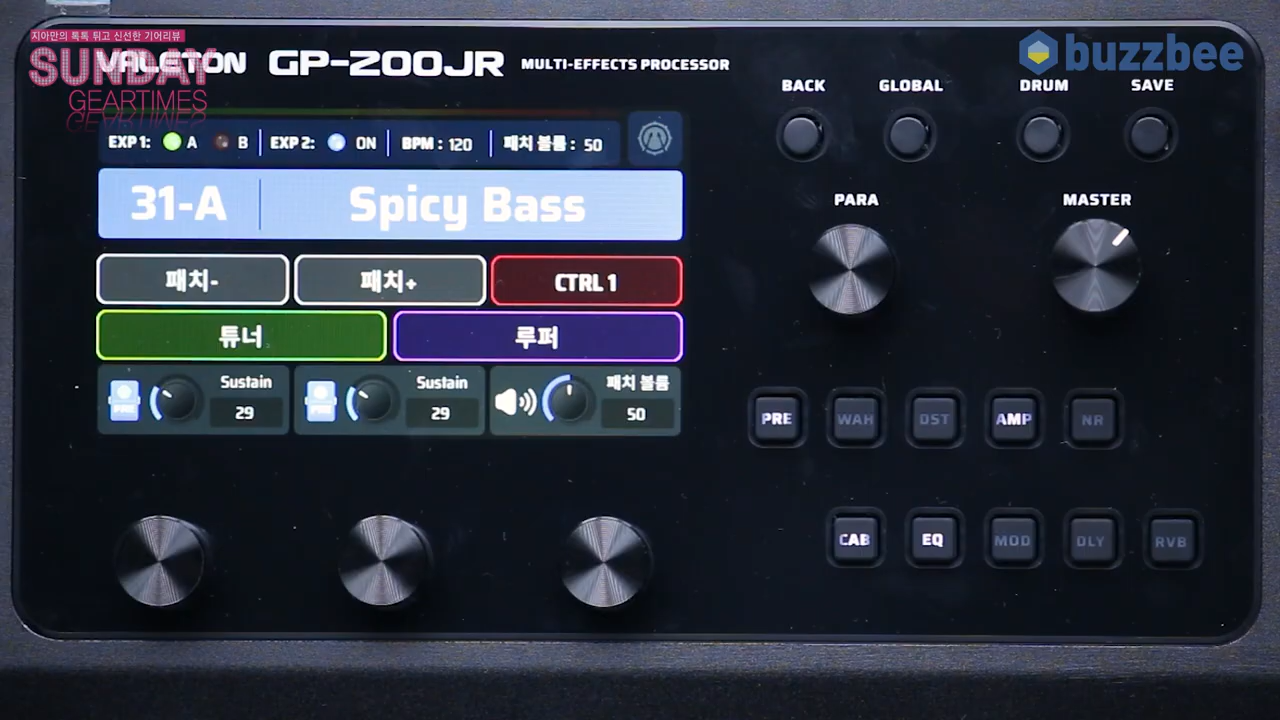 지아만의 톡톡 튀고 신선한 기어리뷰
SUNDAY
GEARTIMES
VALETON GP-200JR MULTI-EFFECTS PROCESSOR
buzzbee
BACK GLOBAL DRUM SAVE
EXP 1: A B EXP 2: ON BPM : 120 패치 볼륨 : 50
31-A Spicy Bass
PARA MASTER
패치- 패치+ CTRL 1
튜너 루퍼
Sustain 29 Sustain 29 패치 볼륨 50
PRE WAH DST AMP NR
CAB EQ MOD DLY RVB